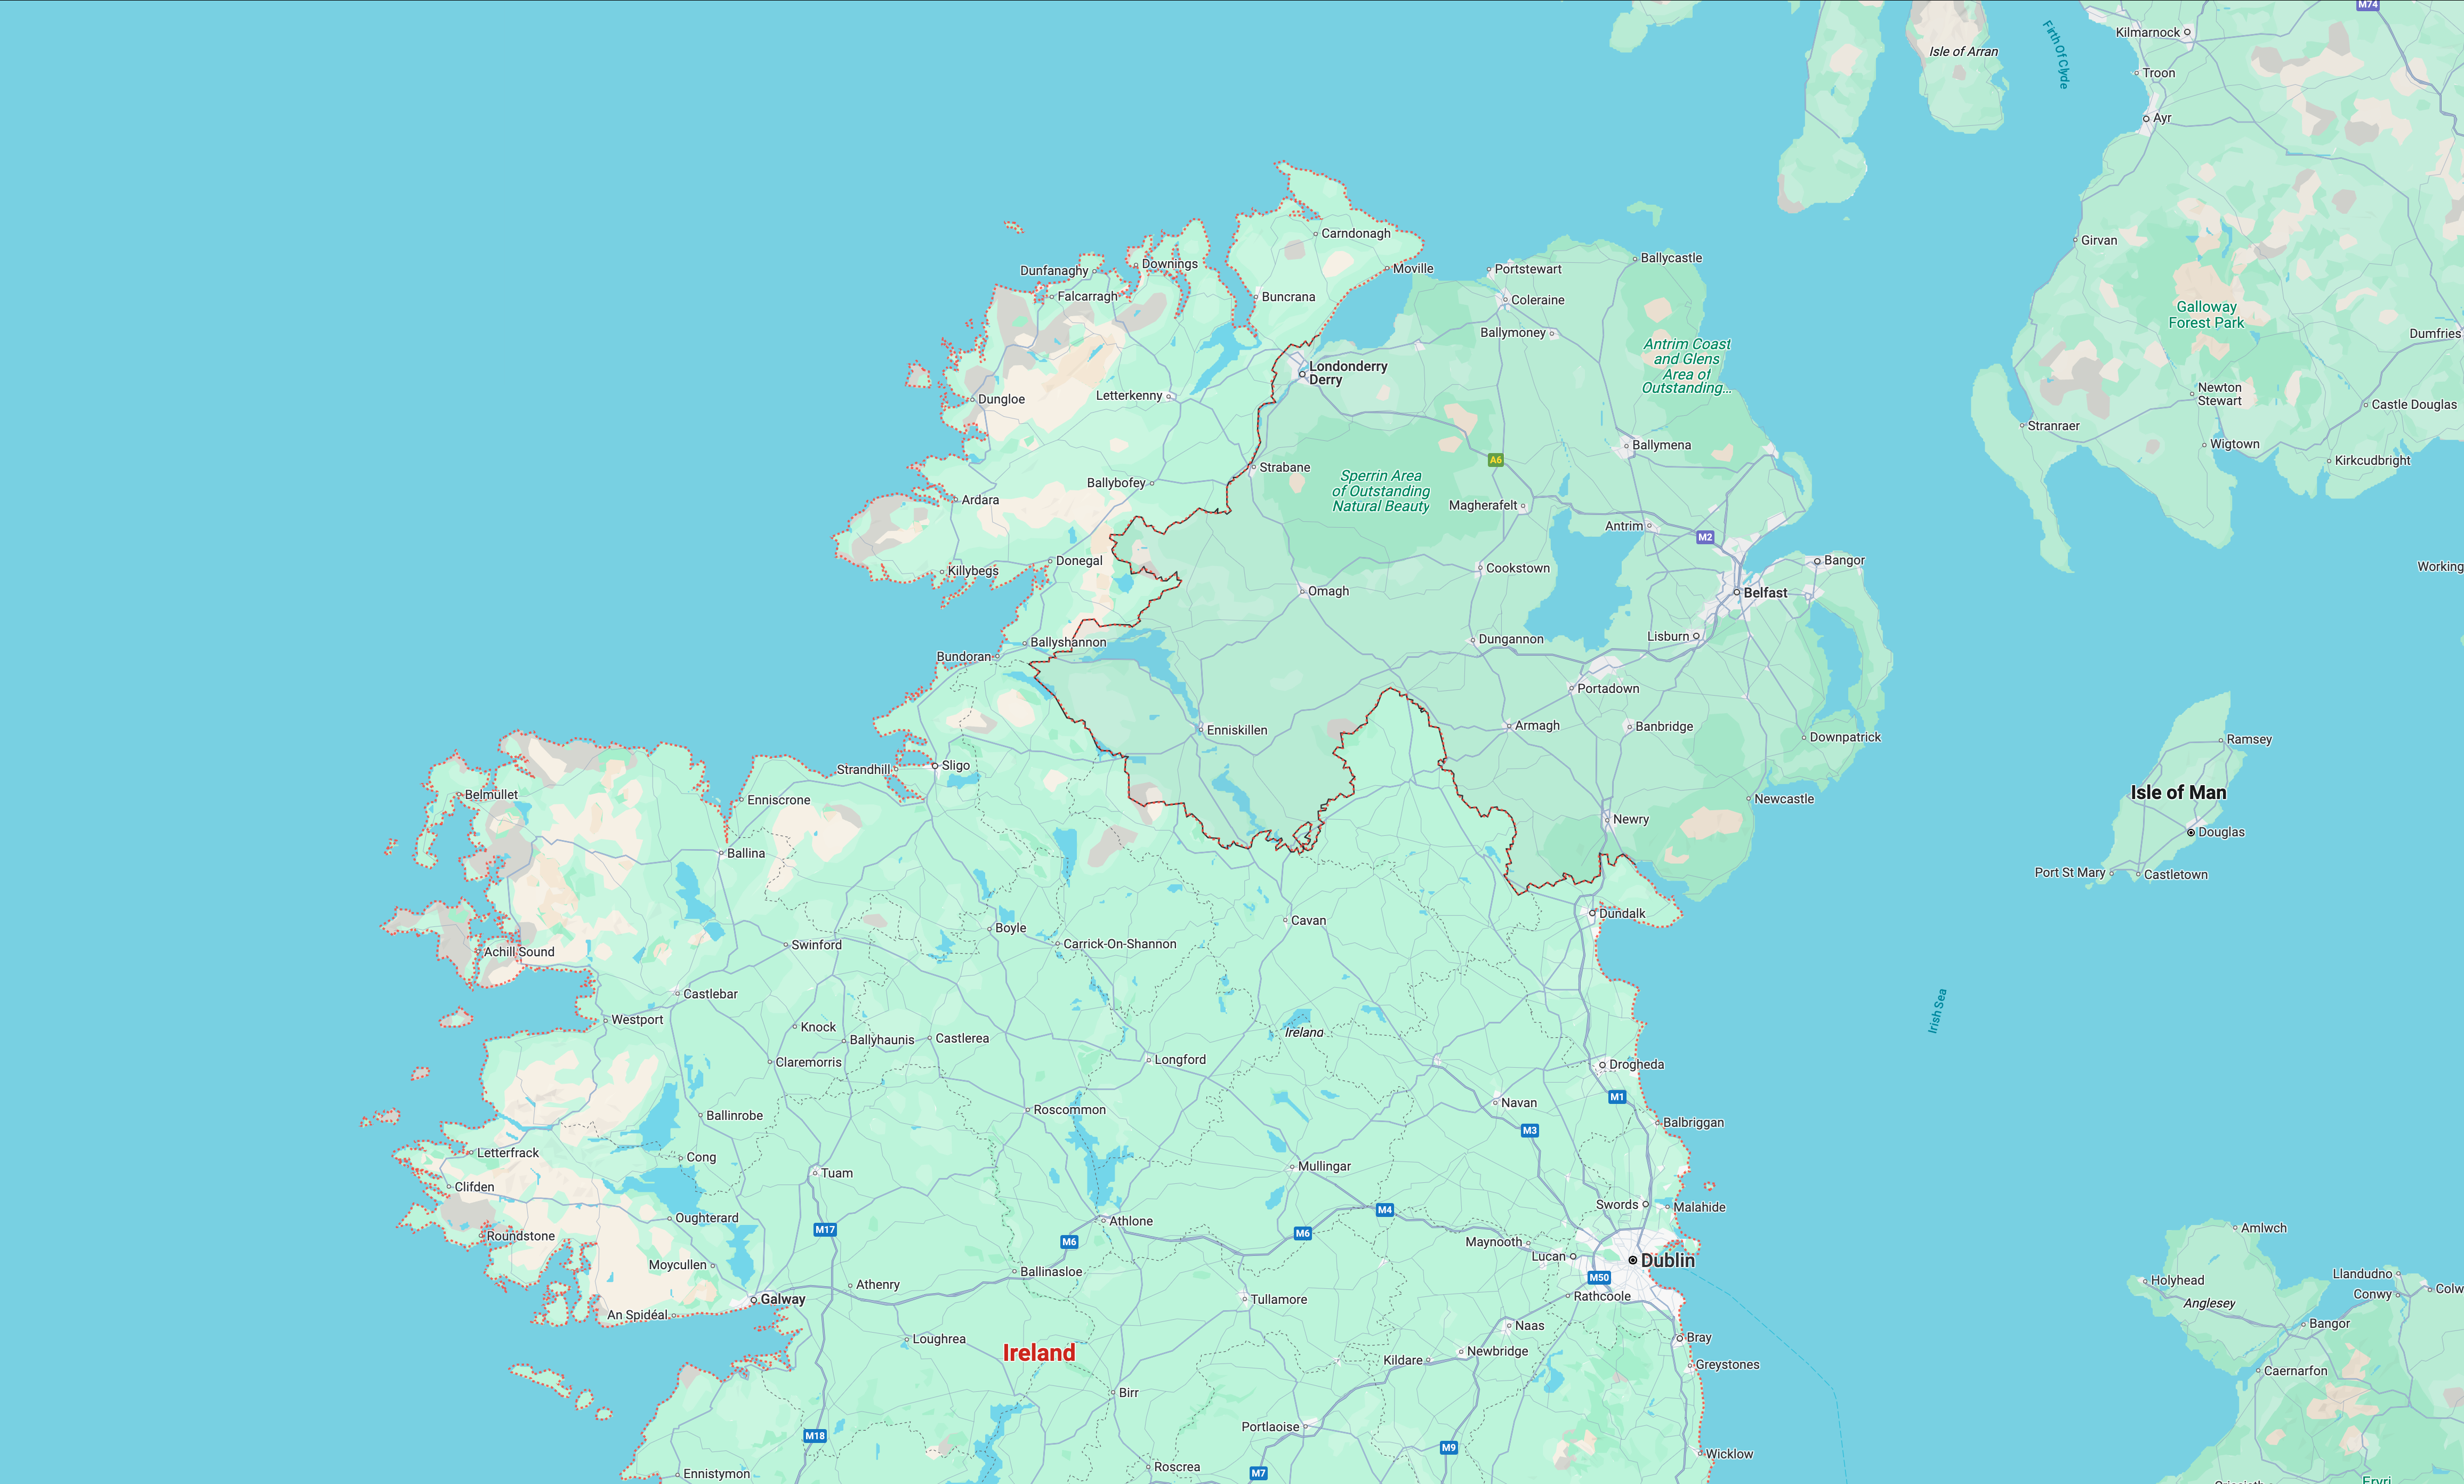 M74
Kilmarnock
Firth Of Clyde
Isle of Arran
Troon
Ayr
Carndonagh
Girvan
Ballycastle
Downings
Dunfanaghy
Moville
Portstewart
Falcarragh
Buncrana
Coleraine
Galloway
Forest Park
Ballymoney
Dumfries
Antrim Coast
and Glens
Area of
Outstanding...
Londonderry
Derry
Newton
Stewart
Letterkenny
Dungloe
Castle Douglas
Stranraer
Ballymena
Wigtown
A6
Kirkcudbright
Strabane
Sperrin Area
of Outstanding
Natural Beauty
Ballybofey
Ardara
Magherafelt
Antrim
M2
Donegal
Bangor
Working
Killybegs
Cookstown
Omagh
Belfast
Lisburn
Dungannon
Ballyshannon
Bundoran
Portadown
Armagh
Banbridge
Enniskillen
Downpatrick
Ramsey
Sligo
Strandhill
Isle of Man
Belmullet
Enniscrone
Newcastle
Newry
Douglas
Ballina
Port St Mary
Castletown
Dundalk
Cavan
Boyle
Carrick-On-Shannon
Swinford
Achill Sound
Castlebar
Irish Sea
Westport
Knock
Ireland
Ballyhaunis
Castlerea
Longford
Claremorris
Drogheda
M1
Navan
Roscommon
Ballinrobe
Balbriggan
M3
Letterfrack
Cong
Mullingar
Tuam
Clifden
Swords
Malahide
M4
Oughterard
Athlone
Amlwch
M17
M6
M6
Roundstone
Maynooth
Lucan
Dublin
Moycullen
Ballinasloe
Llandudno
M50
Holyhead
Athenry
Colw
Conwy
Rathcoole
Galway
Tullamore
Anglesey
An Spidéal
Bangor
Naas
Bray
Loughrea
Ireland
Newbridge
Kildare
Greystones
Caernarfon
Birr
Portlaoise
M18
M9
Wicklow
Roscrea
M7
Ennistymon